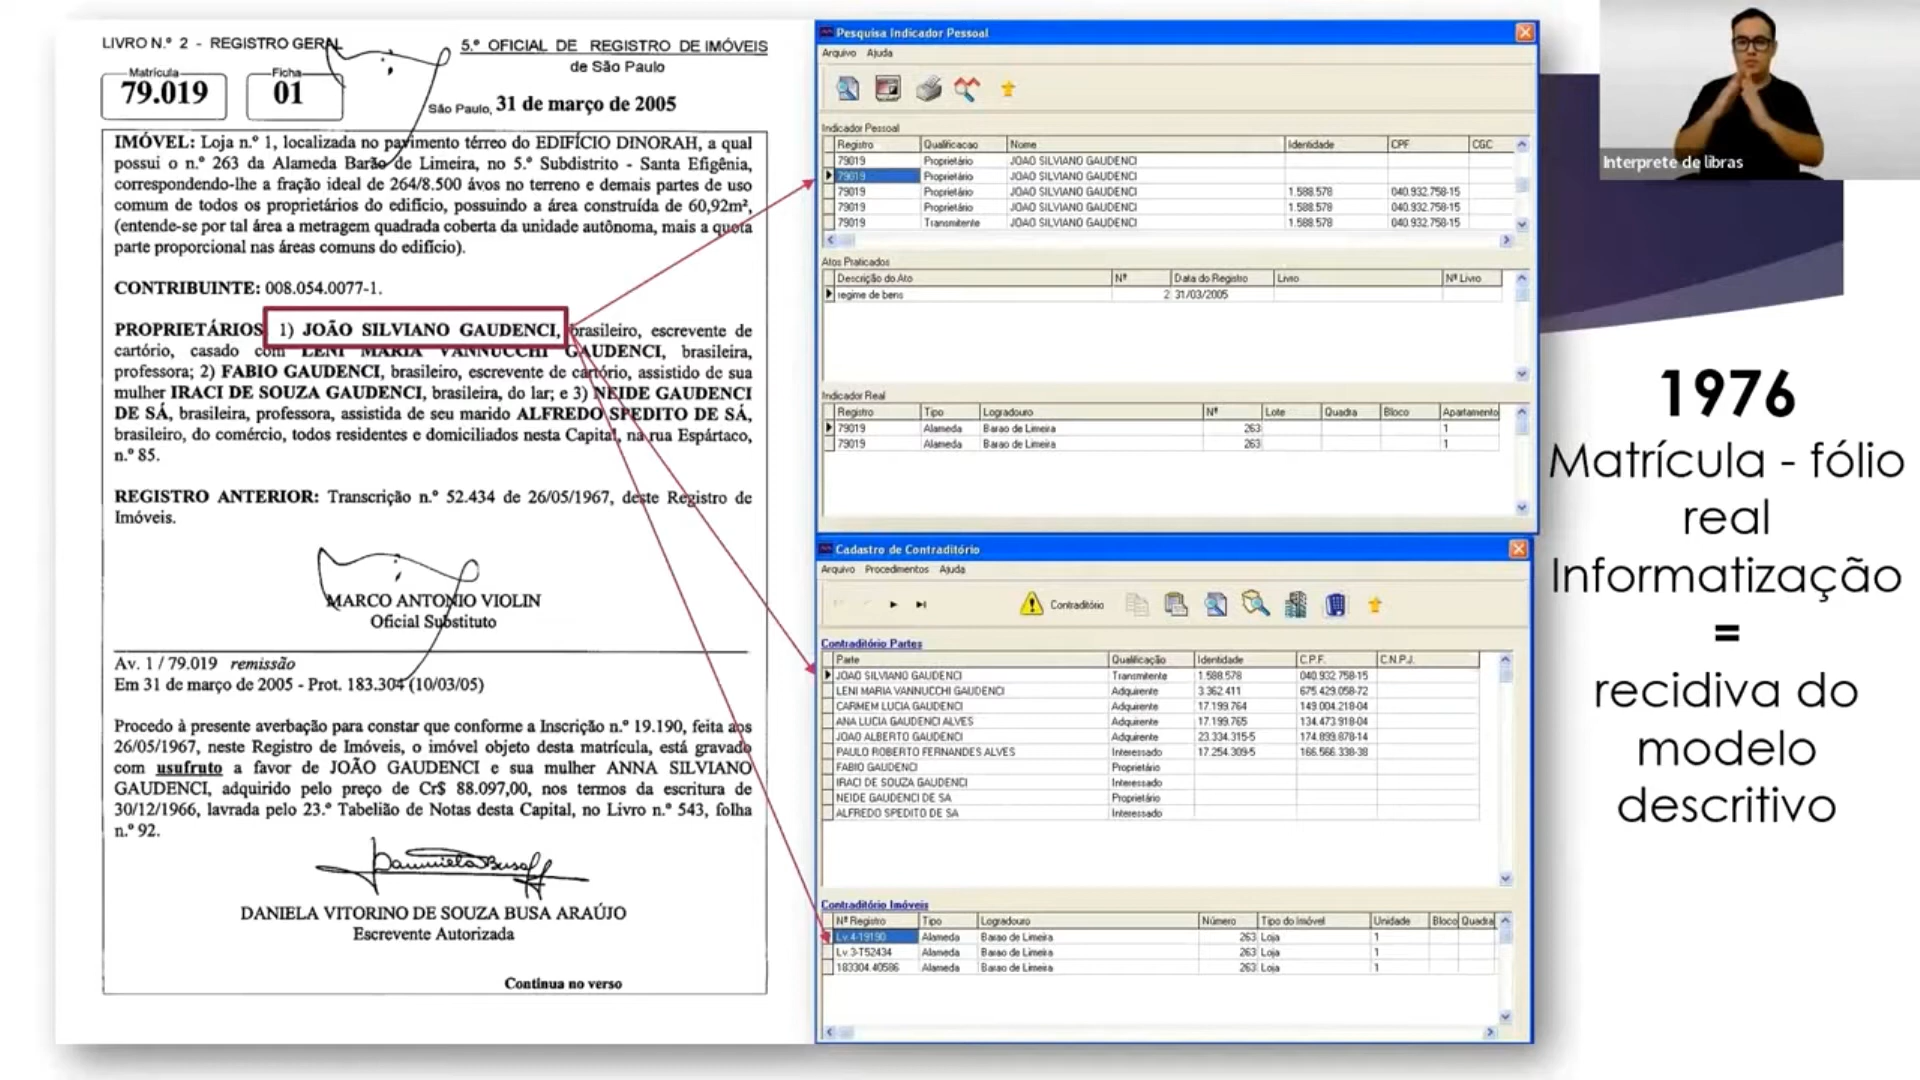 LIVRO N.º 2 - REGISTRO GERAL
5.º OFICIAL DE REGISTRO DE IMÓVEIS
de São Paulo
Matrícula
79.019
Ficha
01
São Paulo, 31 de março de 2005
IMÓVEL: Loja n.º 1, localizada no pavimento térreo do EDIFÍCIO DINORAH, a qual
possui o n.º 263 da Alameda Barão de Limeira, no 5.º Subdistrito - Santa Efigênia,
correspondendo-lhe a fração ideal de 264/8.500 ávos no terreno e demais partes de uso
comum de todos os proprietários do edifício, possuindo a área construída de 60,92m²,
(entende-se por tal área a metragem quadrada coberta da unidade autônoma, mais a quota
parte proporcional nas áreas comuns do edifício).
CONTRIBUINTE: 008.054.0077-1.
PROPRIETÁRIOS 1) JOÃO SILVIANO GAUDENCI, brasileiro, escrevente de
cartório, casado com LENI MARIA VANNUCCHI GAUDENCI, brasileira,
professora; 2) FABIO GAUDENCI, brasileiro, escrevente de cartório, assistido de sua
mulher IRACI DE SOUZA GAUDENCI, brasileira, do lar; e 3) NEIDE GAUDENCI
DE SÁ, brasileira, professora, assistida de seu marido ALFREDO SPEDITO DE SÁ,
brasileiro, do comércio, todos residentes e domiciliados nesta Capital, na rua Espártaco,
n.º 85.
REGISTRO ANTERIOR: Transcrição n.º 52.434 de 26/05/1967, deste Registro de
Imóveis.
MARCO ANTONIO VIOLIN
Oficial Substituto
Av. 1 / 79.019 remissão
Em 31 de março de 2005 - Prot. 183.304 (10/03/05)
Procedo à presente averbação para constar que conforme a Inscrição n.º 19.190, feita aos
26/05/1967, neste Registro de Imóveis, o imóvel objeto desta matrícula, está gravado
com usufruto a favor de JOÃO GAUDENCI e sua mulher ANNA SILVIANO
GAUDENCI, adquirido pelo preço de Cr$ 88.097,00, nos termos da escritura de
30/12/1966, lavrada pelo 23.º Tabelião de Notas desta Capital, no Livro n.º 543, folha
n.º 92.
DANIELA VITORINO DE SOUZA BUSA ARAÚJO
Escrevente Autorizada
Continua no verso
Pesquisa Indicador Pessoal
Arquivo Ajuda
Indicador Pessoal
Registro Qualificacao Nome Identidade CPF CGC
79019 Proprietário JOAO SILVIANO GAUDENCI
79019 Proprietário JOAO SILVIANO GAUDENCI
79019 Proprietário JOAO SILVIANO GAUDENCI 1.588.578 040.932.758-15
79019 Proprietário JOAO SILVIANO GAUDENCI 1.588.578 040.932.758-15
79019 Transmitente JOAO SILVIANO GAUDENCI 1.588.578 040.932.758-15
Atos Praticados
Descrição do Ato Nº Data do Registro Livro Nº Livro
regime de bens 2 31/03/2005
Indicador Real
Registro Tipo Logradouro Nº Lote Quadra Bloco Apartamento
79019 Alameda Barao de Limeira 263 1
79019 Alameda Barao de Limeira 263 1
Cadastro de Contraditório
Arquivo Procedimentos Ajuda
Contraditório
Contraditório Partes
Parte Qualificação Identidade C.P.F. C.N.P.J.
JOAO SILVIANO GAUDENCI Transmitente 1.588.578 040.932.758-15
LENI MARIA VANNUCCHI GAUDENCI Adquirente 3.362.411 675.429.058-72
CARMEM LUCIA GAUDENCI Adquirente 17.199.764 149.004.218-04
ANA LUCIA GAUDENCI ALVES Adquirente 17.199.765 134.473.918-04
JOAO ALBERTO GAUDENCI Adquirente 23.334.315-5 174.899.878-14
PAULO ROBERTO FERNANDES ALVES Interessado 17.254.309-5 166.566.338-38
FABIO GAUDENCI Proprietário
IRACI DE SOUZA GAUDENCI Interessado
NEIDE GAUDENCI DE SA Proprietário
ALFREDO SPEDITO DE SA Interessado
Contraditório Imóveis
Nº Registro Tipo Logradouro Número Tipo do Imóvel Unidade Bloco Quadra
Lv.4-19190 Alameda Barao de Limeira 263 Loja 1
Lv.3-T52434 Alameda Barao de Limeira 263 Loja 1
183304.40586 Alameda Barao de Limeira 263 Loja 1
Interprete de libras
1976
Matrícula - fólio
real
Informatização
=
recidiva do
modelo
descritivo